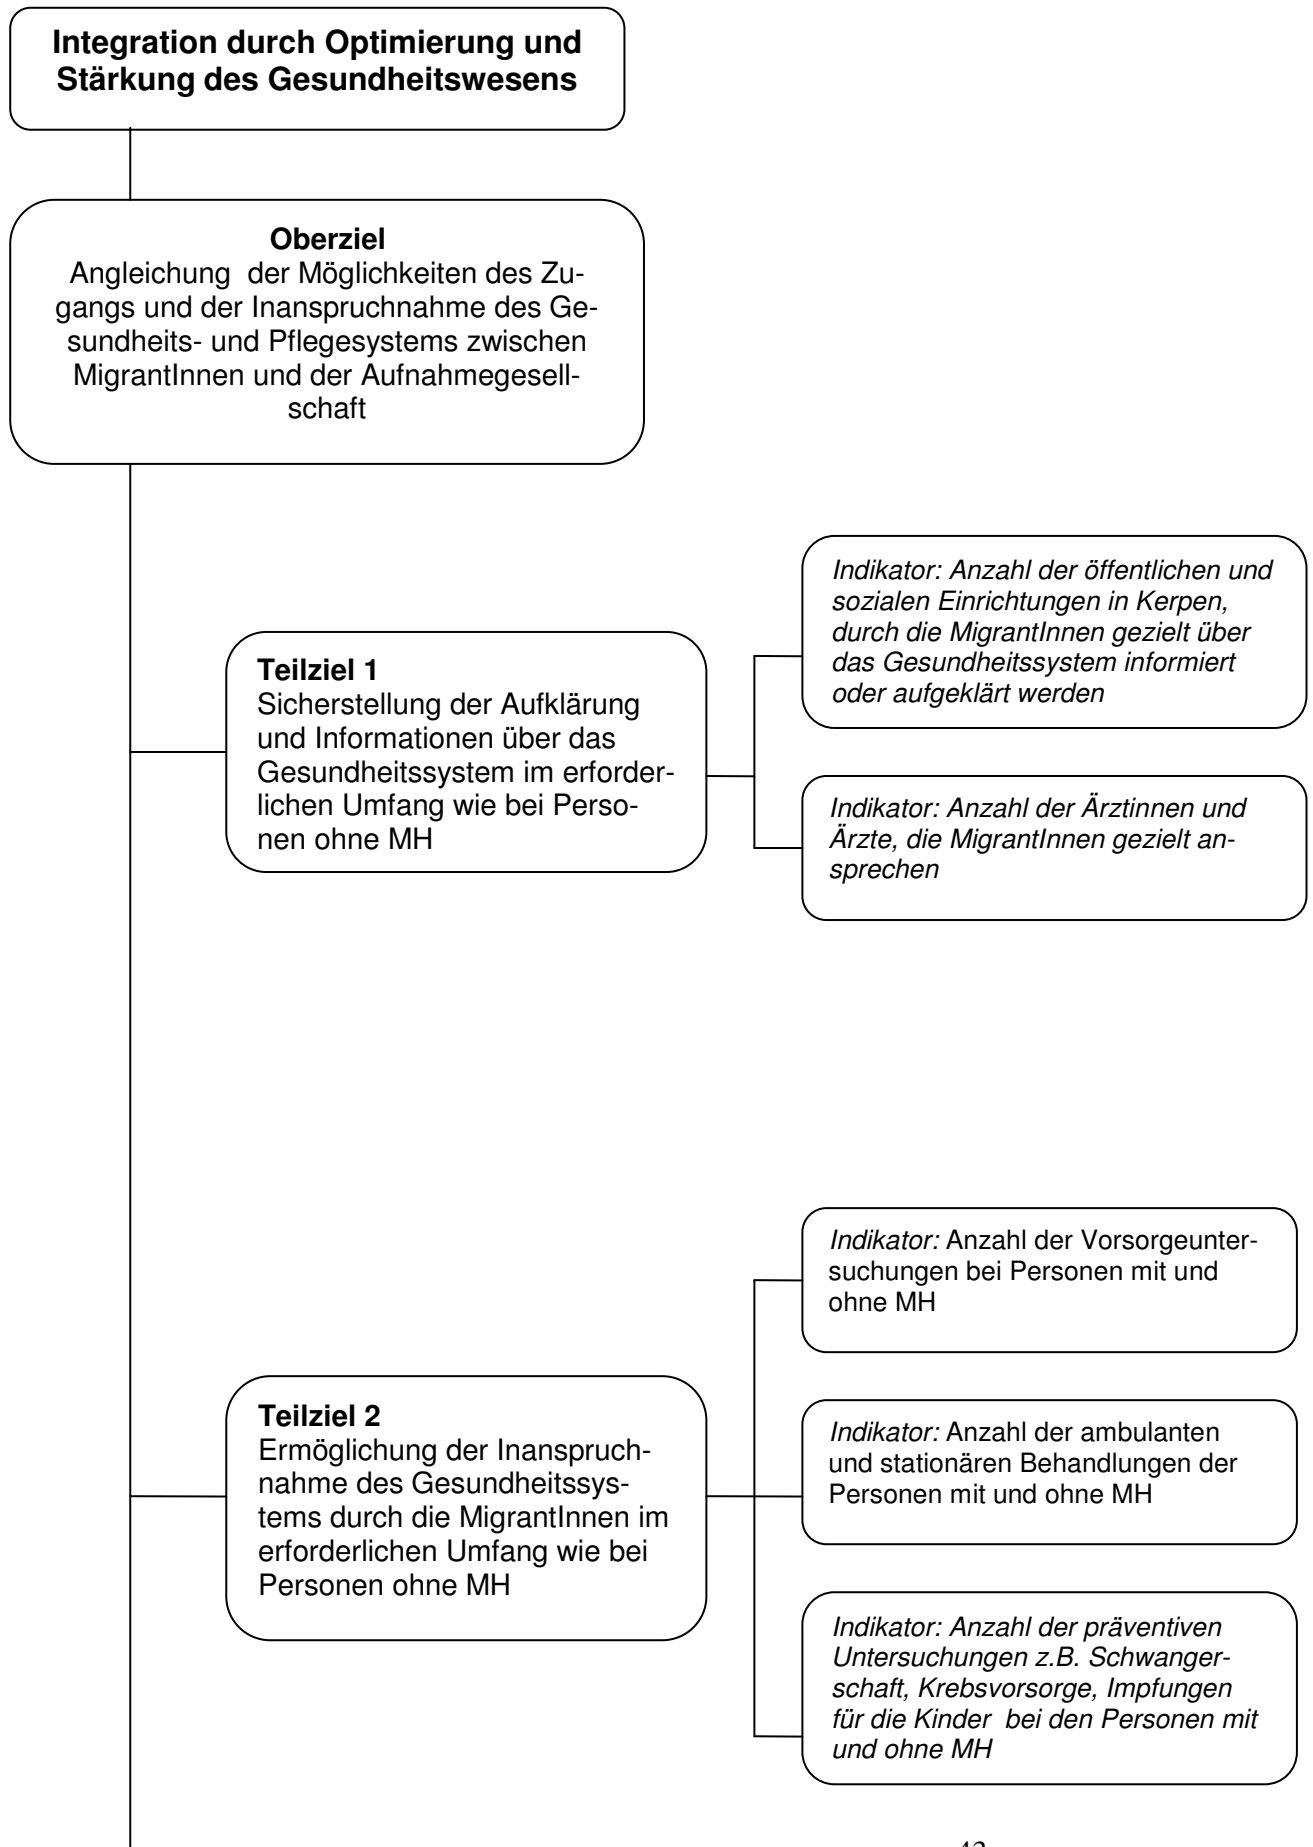 Integration durch Optimierung und
Stärkung des Gesundheitswesens
Oberziel
Angleichung der Möglichkeiten des Zu-
gangs und der Inanspruchnahme des Ge-
sundheits- und Pflegesystems zwischen
MigrantInnen und der Aufnahmegesell-
schaft
Teilziel 1
Sicherstellung der Aufklärung
und Informationen über das
Gesundheitssystem im erforder-
lichen Umfang wie bei Perso-
nen ohne MH
Indikator: Anzahl der öffentlichen und
sozialen Einrichtungen in Kerpen,
durch die MigrantInnen gezielt über
das Gesundheitssystem informiert
oder aufgeklärt werden
Indikator: Anzahl der Ärztinnen und
Ärzte, die MigrantInnen gezielt an-
sprechen
Teilziel 2
Ermöglichung der Inanspruch-
nahme des Gesundheitssys-
tems durch die MigrantInnen im
erforderlichen Umfang wie bei
Personen ohne MH
Indikator: Anzahl der Vorsorgeunter-
suchungen bei Personen mit und
ohne MH
Indikator: Anzahl der ambulanten
und stationären Behandlungen der
Personen mit und ohne MH
Indikator: Anzahl der präventiven
Untersuchungen z.B. Schwanger-
schaft, Krebsvorsorge, Impfungen
für die Kinder bei den Personen mit
und ohne MH